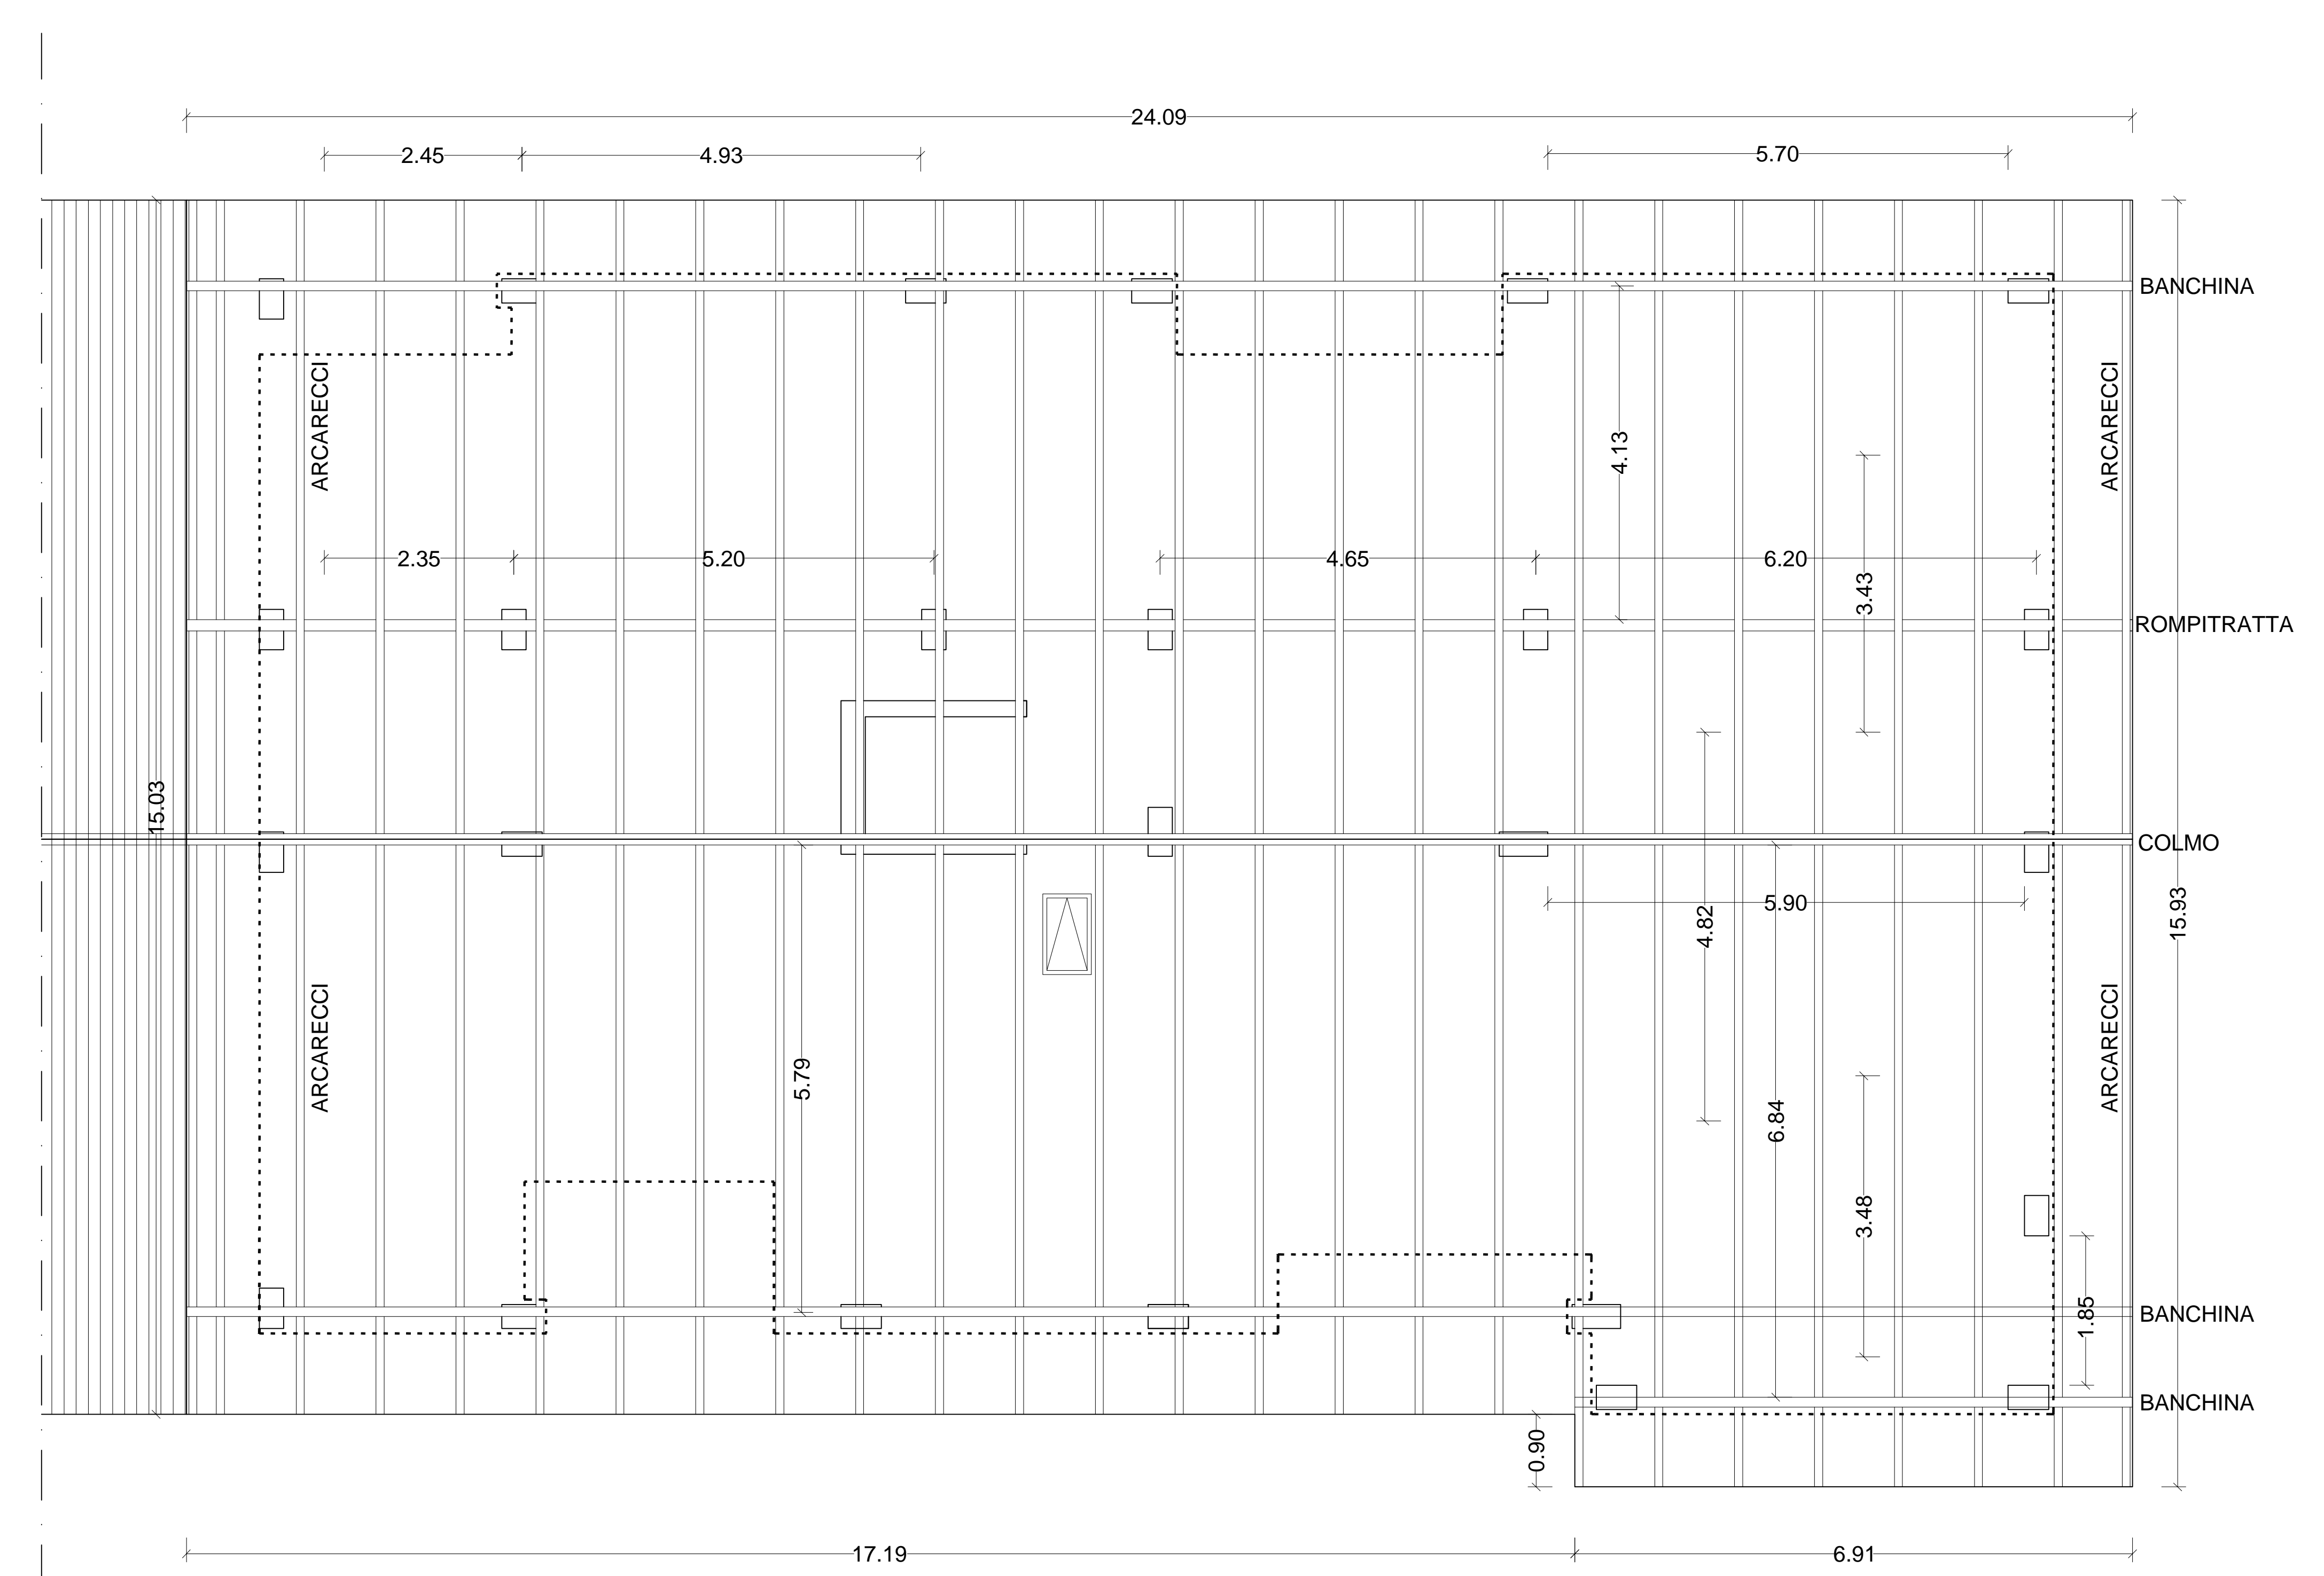 24.09
2.45
4.93
5.70
BANCHINA
ARCARECCI
ARCARECCI
4.13
3.43
2.35
5.20
4.65
6.20
ROMPITRATTA
15.03
COLMO
5.90
4.82
15.93
ARCARECCI
ARCARECCI
5.79
6.84
3.48
1.85
BANCHINA
BANCHINA
0.90
17.19
6.91